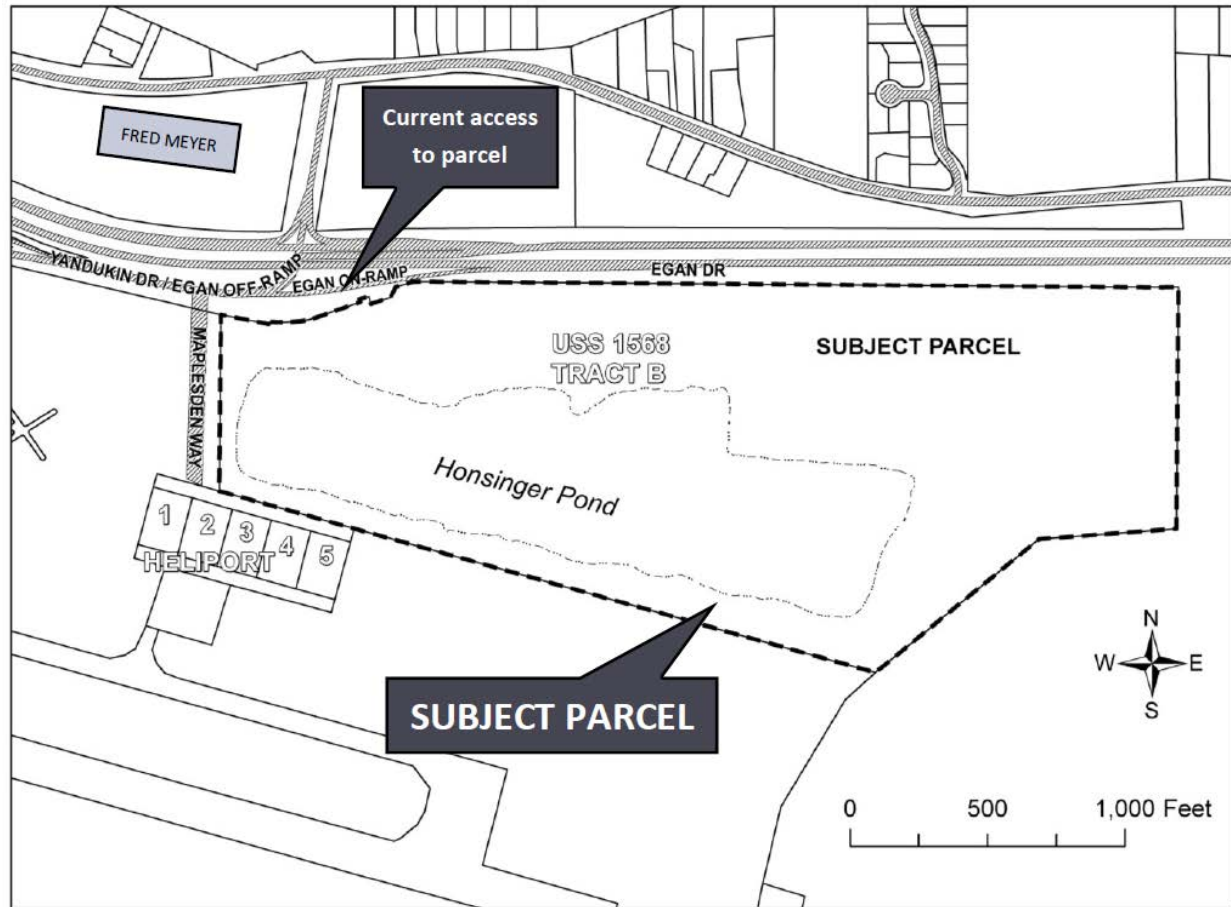 FRED MEYER
Current access
to parcel
YANDUKIN DR / EGAN OFF-RAMP
EGAN ON-RAMP
EGAN DR
MAPLESDEN WAY
USS 1568
TRACT B
SUBJECT PARCEL
Honsinger Pond
1
2
3
4
5
HELIPORT
SUBJECT PARCEL
N
W
E
S
0
500
1,000 Feet